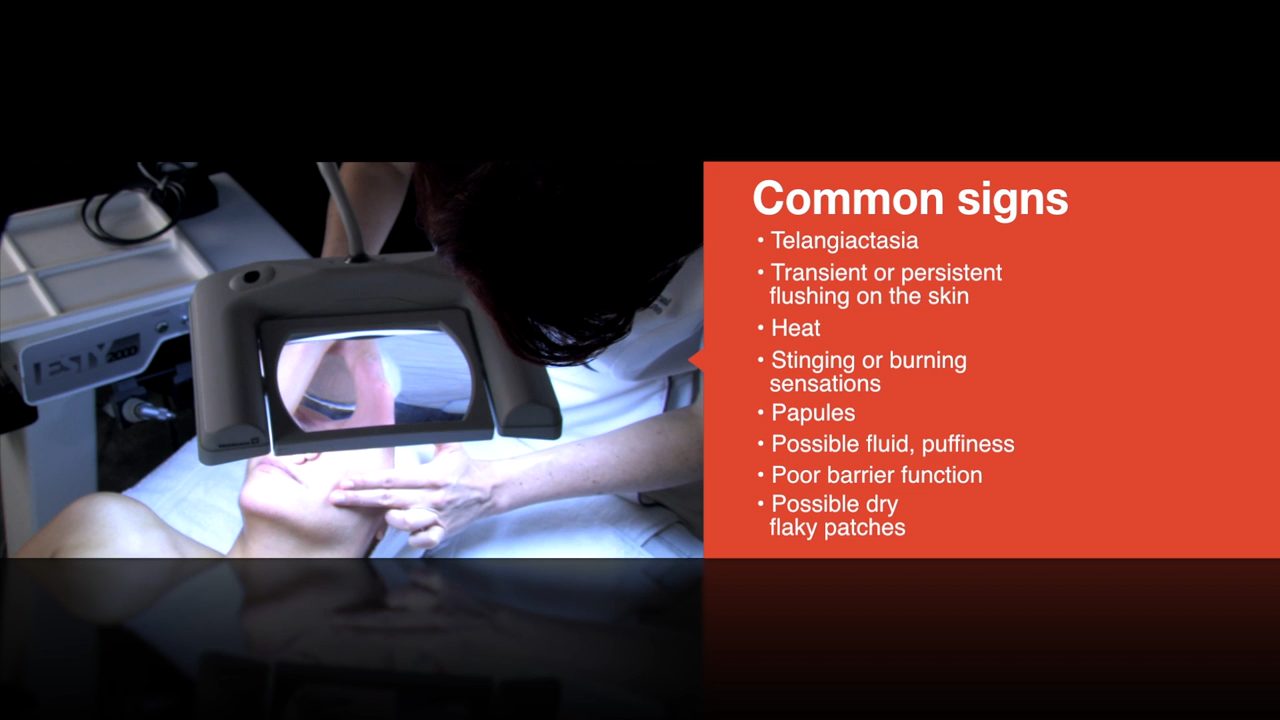 Common signs
• Telangiactasia
• Transient or persistent
flushing on the skin
• Heat
• Stinging or burning
sensations
• Papules
• Possible fluid, puffiness
• Poor barrier function
• Possible dry
flaky patches
2000